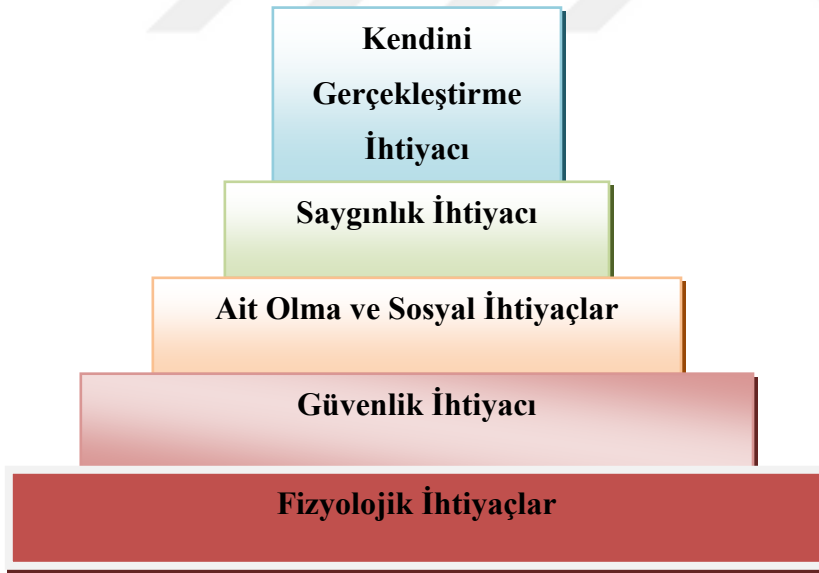 Kendini
Gerçekleştirme
İhtiyacı
Saygınlık İhtiyacı
Ait Olma ve Sosyal İhtiyaçlar
Güvenlik İhtiyacı
Fizyolojik İhtiyaçlar